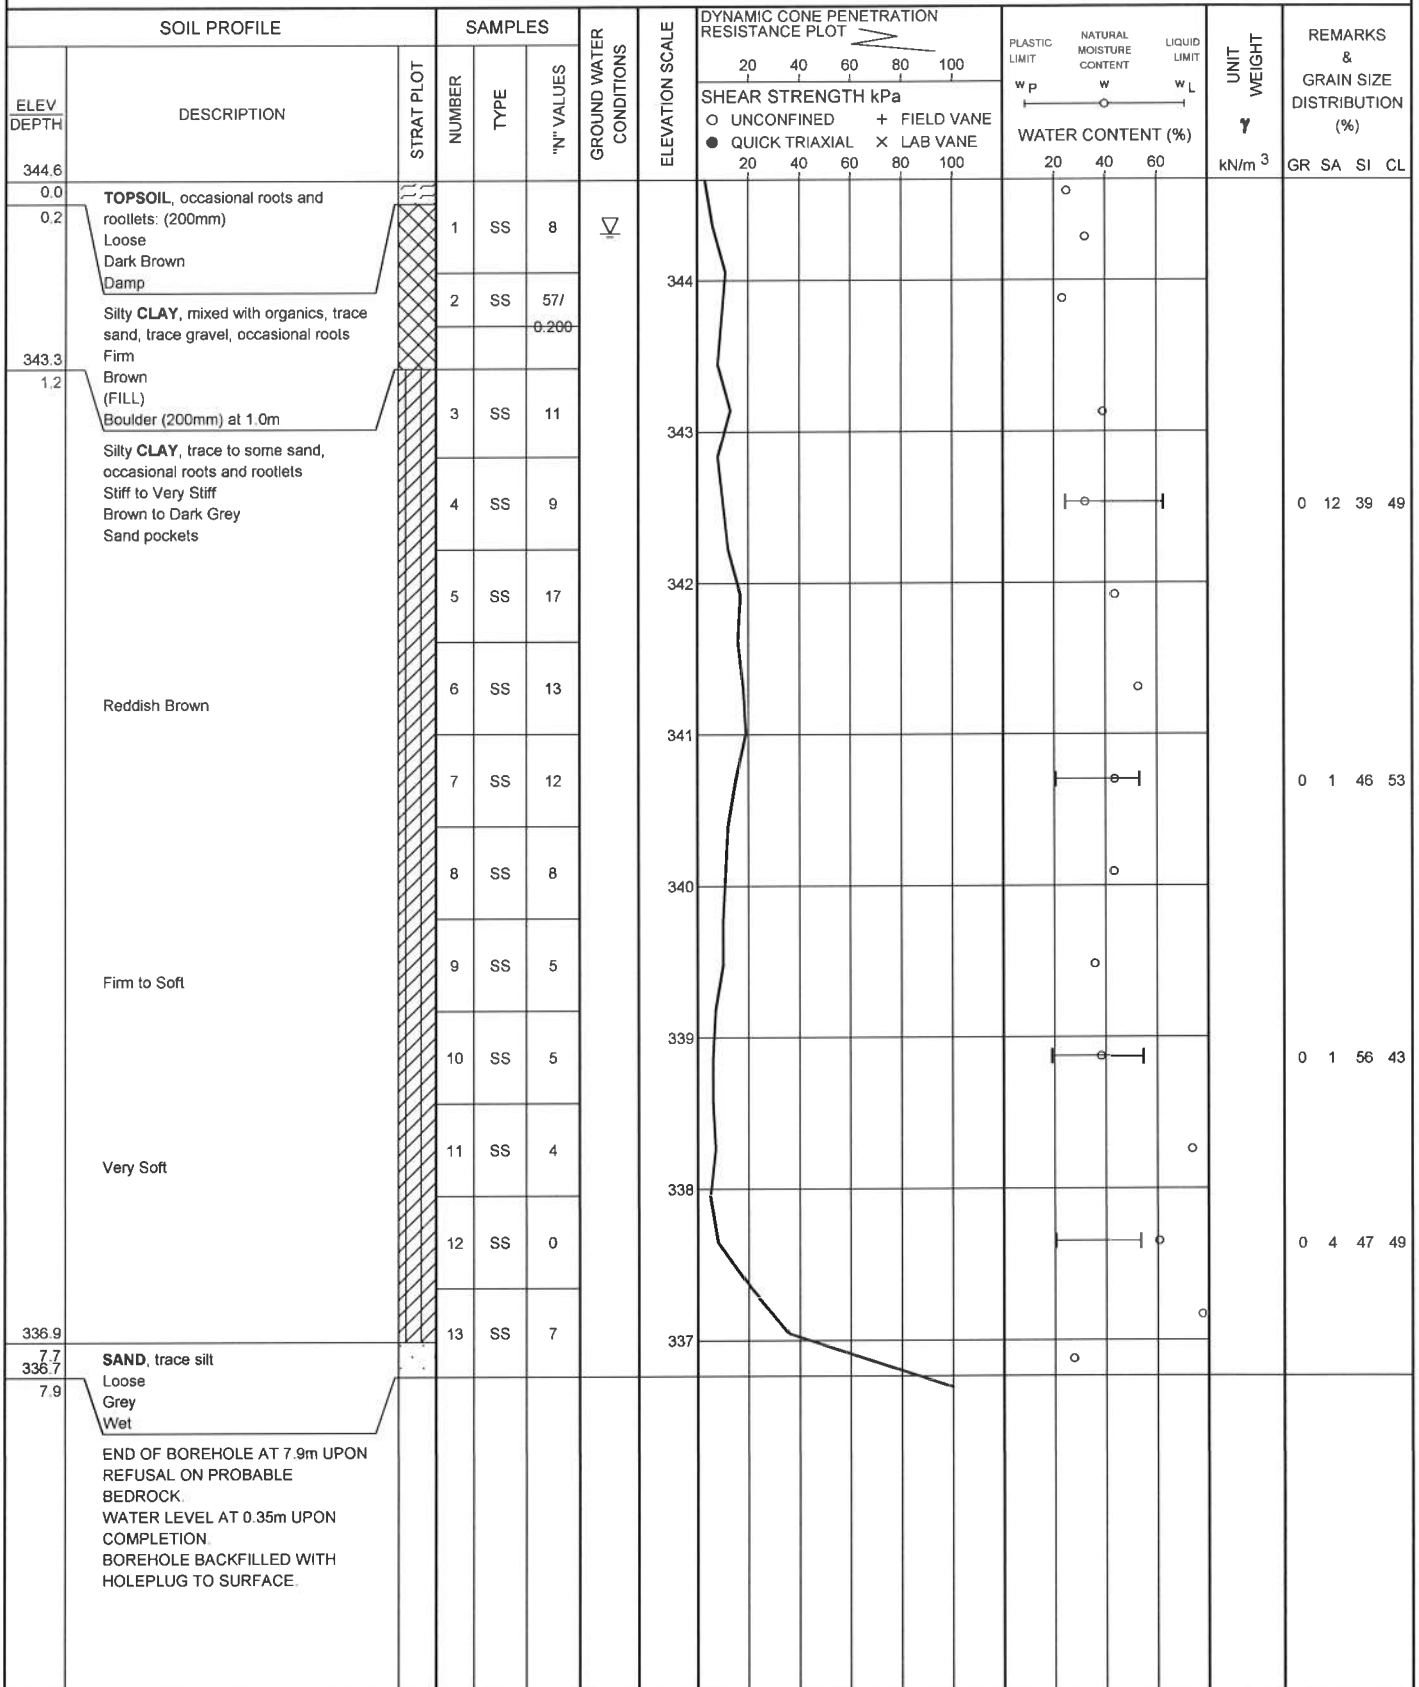 SOIL PROFILE
SAMPLES
GROUND WATER
CONDITIONS
ELEVATION SCALE
DYNAMIC CONE PENETRATION
RESISTANCE PLOT
20 40 60 80 100
SHEAR STRENGTH kPa
○ UNCONFINED + FIELD VANE
● QUICK TRIAXIAL × LAB VANE
20 40 60 80 100
PLASTIC
LIMIT
NATURAL
MOISTURE
CONTENT
LIQUID
LIMIT
W P W W L
WATER CONTENT (%)
20 40 60
UNIT
WEIGHT
γ
kN/m 3
REMARKS
&
GRAIN SIZE
DISTRIBUTION
(%)
GR SA SI CL
ELEV
DEPTH
DESCRIPTION
STRAT PLOT
NUMBER
TYPE
"N" VALUES
344.6
0.0
0.2
TOPSOIL, occasional roots and
rootlets: (200mm)
Loose
Dark Brown
Damp
1 SS 8
344
2 SS 57/
0.200
Silty CLAY, mixed with organics, trace
sand, trace gravel, occasional roots
Firm
Brown
(FILL)
Boulder (200mm) at 1.0m
343.3
1.2
3 SS 11
343
Silty CLAY, trace to some sand,
occasional roots and rootlets
Stiff to Very Stiff
Brown to Dark Grey
Sand pockets
4 SS 9
0 12 39 49
342
5 SS 17
6 SS 13
Reddish Brown
341
7 SS 12
0 1 46 53
8 SS 8
340
9 SS 5
Firm to Soft
339
10 SS 5
0 1 56 43
11 SS 4
Very Soft
338
12 SS 0
0 4 47 49
13 SS 7
337
336.9
7.7
336.7
7.9
SAND, trace silt
Loose
Grey
Wet
END OF BOREHOLE AT 7.9m UPON
REFUSAL ON PROBABLE
BEDROCK.
WATER LEVEL AT 0.35m UPON
COMPLETION.
BOREHOLE BACKFILLED WITH
HOLEPLUG TO SURFACE.